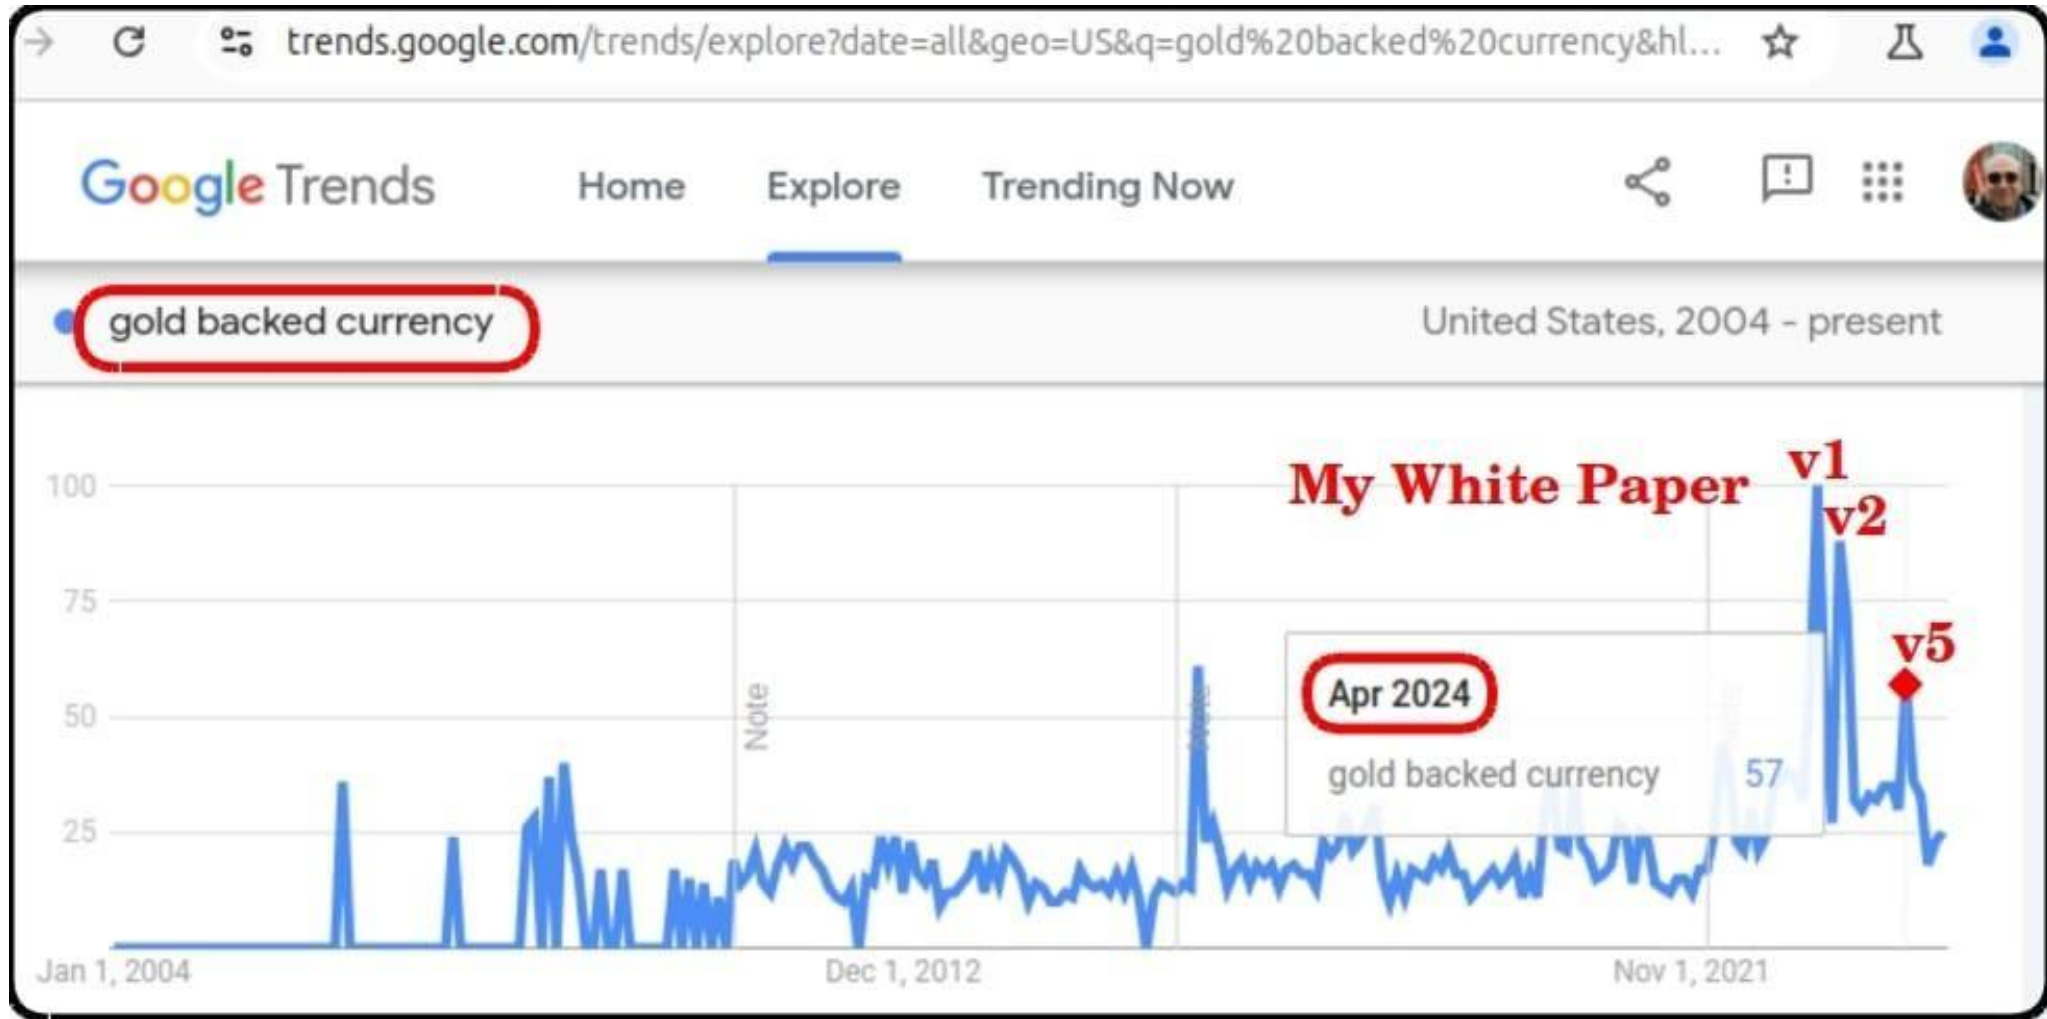 trends.google.com/trends/explore?date=all&geo=US&q=gold%20backed%20currency&hl...
Google Trends Home Explore Trending Now
gold backed currency United States, 2004 - present
My White Paper v1
100
v2
75
v5
Apr 2024
50 Note Note
gold backed currency 57
25
Jan 1, 2004 Dec 1, 2012 Nov 1, 2021